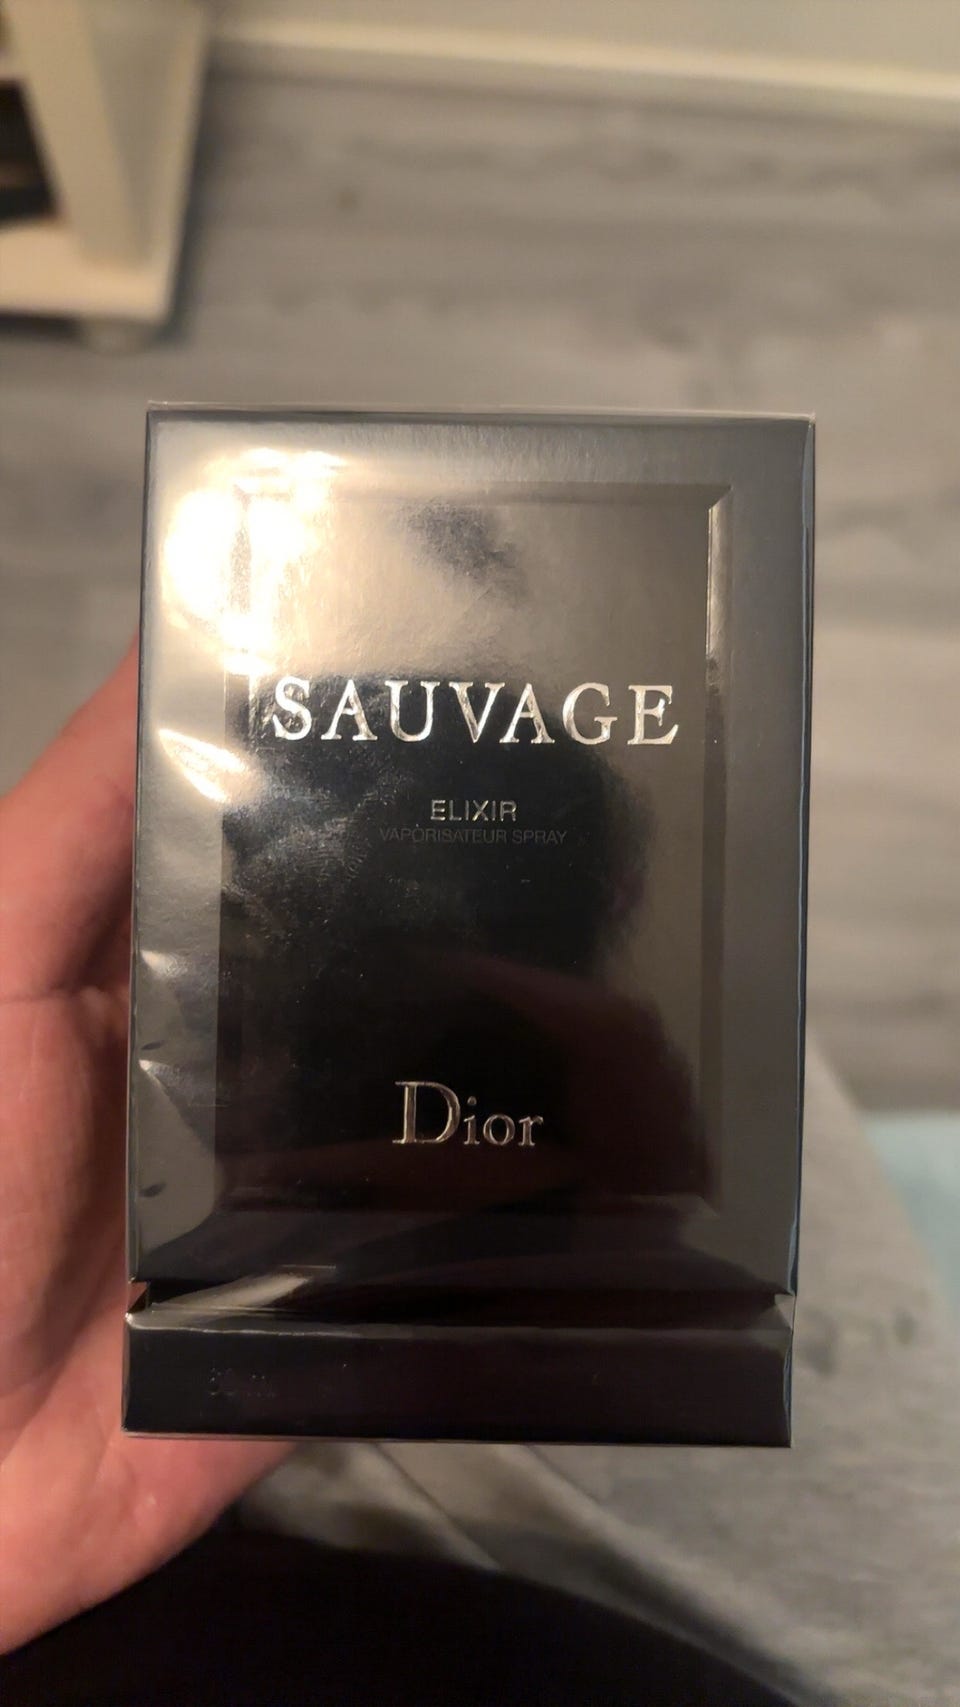 SAUVAGE
ELIXIR
VAPORISATEUR SPRAY
Dior